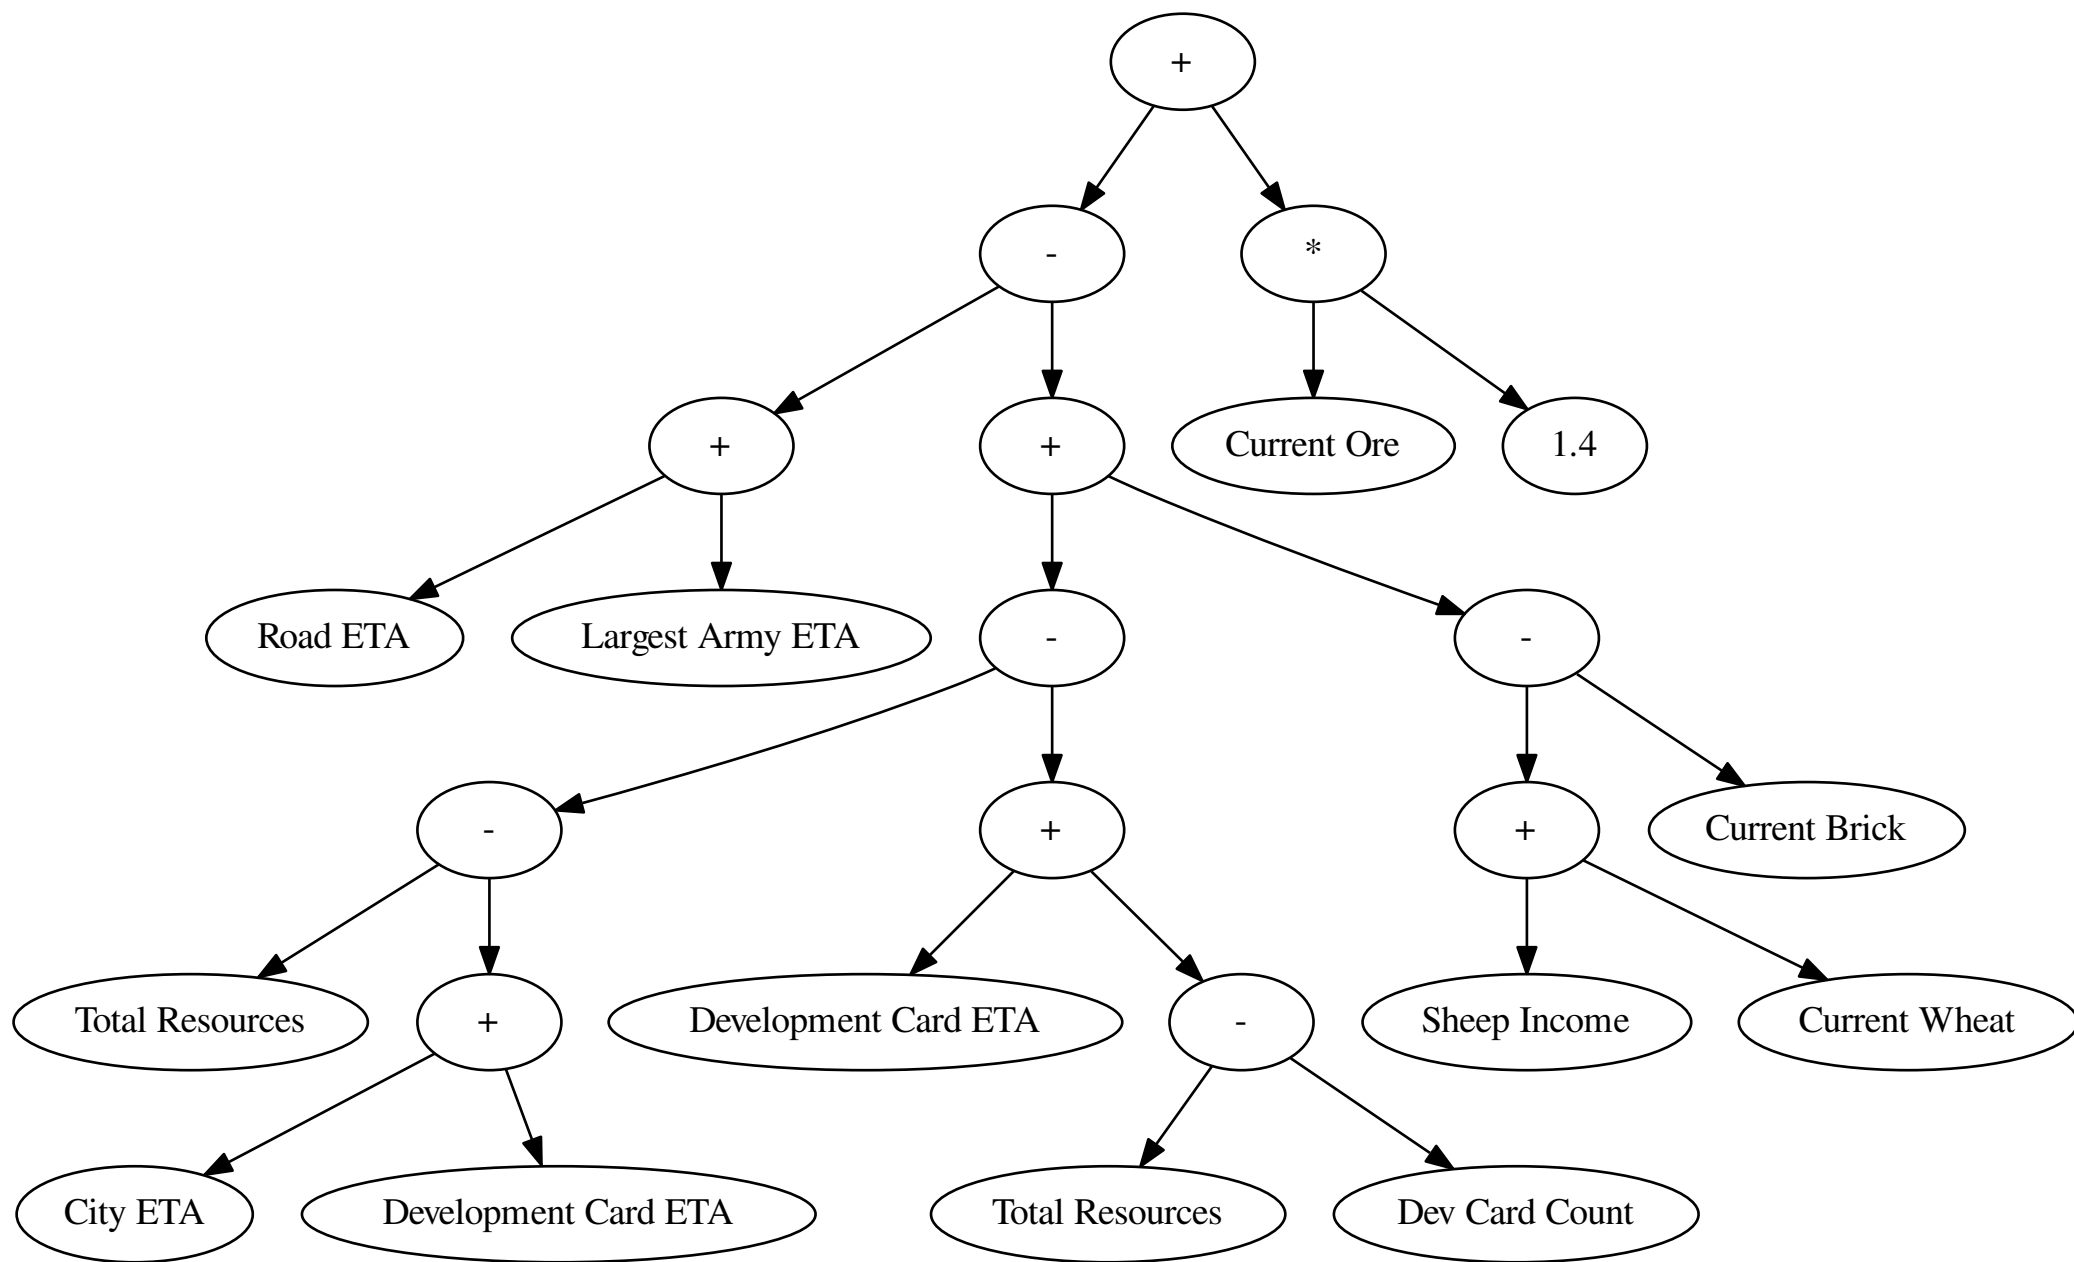 +
-
*
+
+
Current Ore
1.4
Road ETA
Largest Army ETA
-
-
-
+
+
Current Brick
Total Resources
+
Development Card ETA
-
Sheep Income
Current Wheat
City ETA
Development Card ETA
Total Resources
Dev Card Count